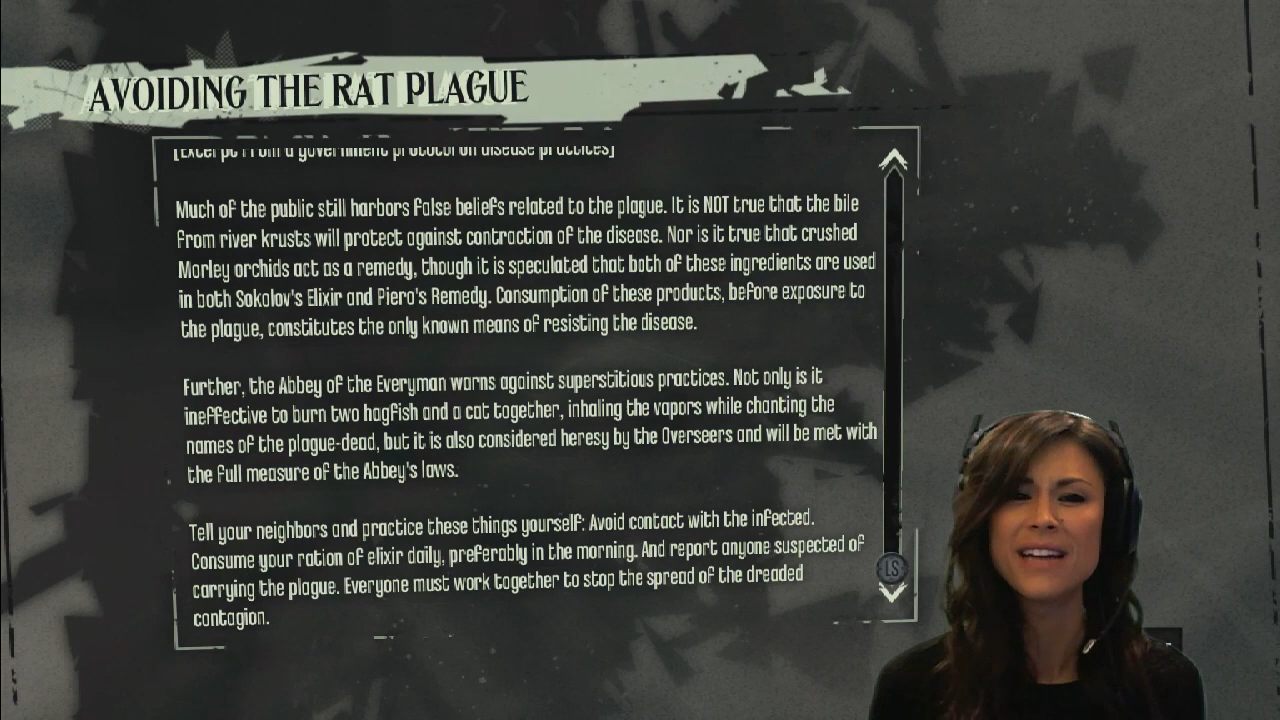 AVOIDING THE RAT PLAGUE
[Excerpt from a government protocol on disease practices]
Much of the public still harbors false beliefs related to the plague. It is NOT true that the bile
from river krusts will protect against contraction of the disease. Nor is it true that crushed
Morley orchids act as a remedy, though it is speculated that both of these ingredients are used
in both Sokolov's Elixir and Piero's Remedy. Consumption of these products, before exposure to
the plague, constitutes the only known means of resisting the disease.
Further, the Abbey of the Everyman warns against superstitious practices. Not only is it
ineffective to burn two hagfish and a cat together, inhaling the vapors while chanting the
names of the plague-dead, but it is also considered heresy by the Overseers and will be met with
the full measure of the Abbey's laws.
Tell your neighbors and practice these things yourself: Avoid contact with the infected.
Consume your ration of elixir daily, preferably in the morning. And report anyone suspected of
carrying the plague. Everyone must work together to stop the spread of the dreaded
contagion.
LS